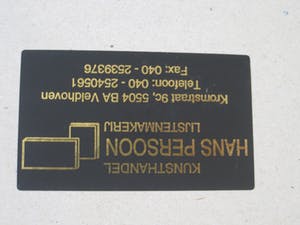 KUNSTHANDEL
HANS PERSOON
LIJSTENMAKERIJ
Kromstraat 9c, 5504 BA Veldhoven
Telefoon: 040 - 2540561
Fax: 040 - 2539376